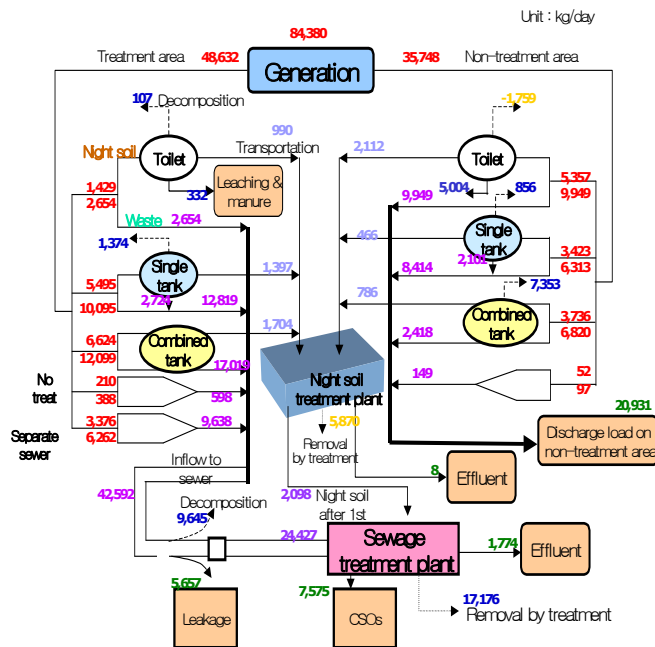 Unit : kg/day
84,380
Treatment area
48,632
35,748
Non-treatment area
Generation
107
Decomposition
990
-1,759
Transportation
Night soil
Toilet
2,112
Toilet
1,429
2,654
332
Leaching &
manure
5,004
856
5,357
9,949
9,949
Waste
2,654
1,374
Single
tank
1,397
466
Single
tank
2,101
3,423
6,313
8,414
7,353
5,495
10,095
2,724
12,819
1,704
786
Combined
tank
3,736
6,820
6,624
12,099
Combined
tank
17,019
2,418
Night soil
treatment plant
No
treat
210
388
598
149
52
97
5,870
Removal
by treatment
20,931
Discharge load on
non-treatment area
Separate
sewer
3,376
6,262
9,638
Inflow to
sewer
42,592
8
Effluent
2,098
Night soil
after 1st
Decomposition
9,645
24,427
Sewage
treatment plant
1,774
Effluent
5,657
Leakage
7,575
CSOs
17,176
Removal by treatment